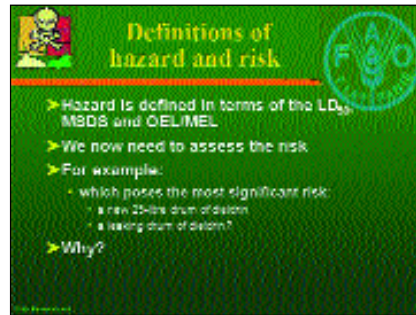 Definitions of
hazard and risk
F A O
➤Hazard is defined in terms of the LD50,
MSDS and OEL/MEL
➤We now need to assess the risk
➤For example:
• which poses the most significant risk:
• a new 25-litre drum of dieldrin
• a leaking drum of dieldrin?
➤Why?